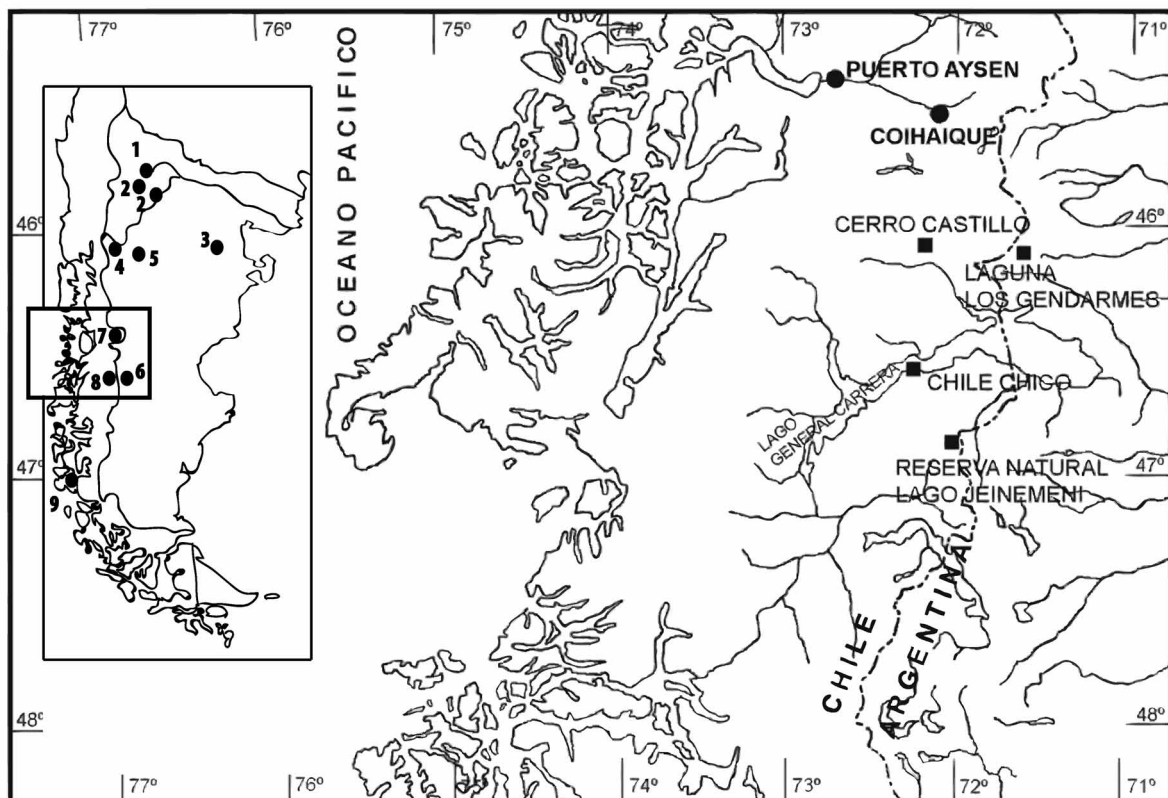 77º
76º
75º
74º
73º
72º
71º
OCEANO PACIFICO
PUERTO AYSEN
COIHAIQUE
1
2
2
3
4
5
7
8
6
9
46º
46º
CERRO CASTILLO
LAGUNA
LOS GENDARMES
CHILE CHICO
LAGO
GENERAL CARRERA
47º
47º
RESERVA NATURAL
LAGO JEINEMENI
CHILE
ARGENTINA
48º
48º
77º
76º
75º
74º
73º
72º
71º